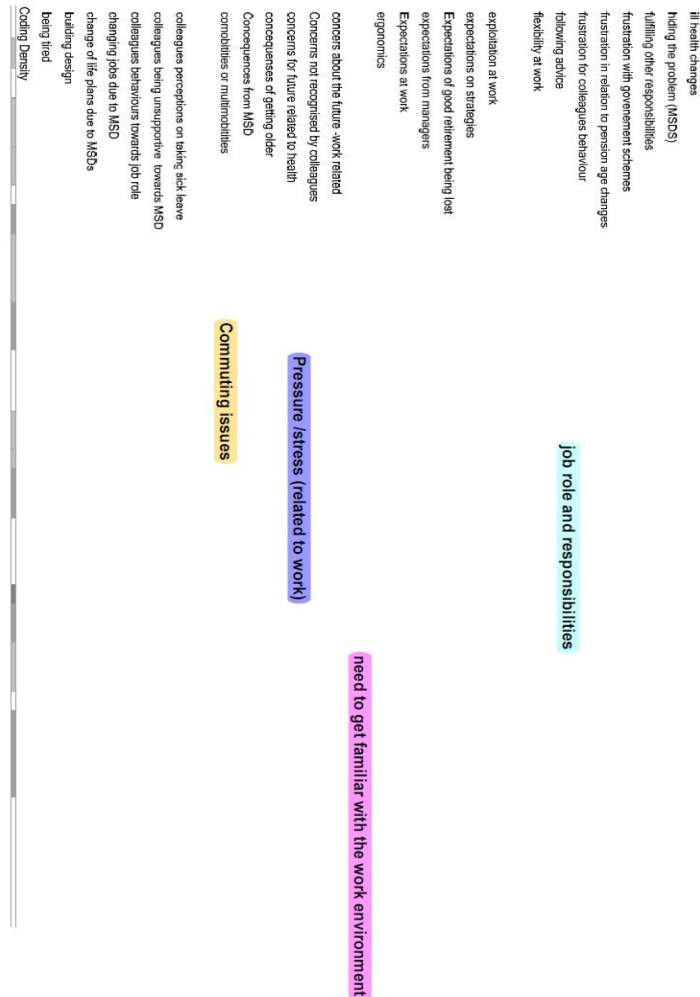 ill health changes
hiding the problem (MSDS)
fulfilling other responsibilities
frustration with govenement schemes
frustration in relation to pension age changes
frustration for colleagues behaviour
job role and responsibilities
following advice
flexibility at work
exploitation at work
expectations on strategies
Expectations of good retirement being lost
expectations from managers
Expectations at work
ergonomics
need to get familiar with the work environment
concers about the future -work related
Concerns not recognised by colleagues
Pressure /stress (related to work)
concerns for future related to health
concequenses of getting older
Concequences from MSD
comobitities or multimobitities
Commuting issues
colleagues perceptions on taking sick leave
colleagues being unsupportive towards MSD
colleagues behaviours towards job role
changing jobs due to MSD
change of life plans due to MSDs
building design
being tired
Coding Density